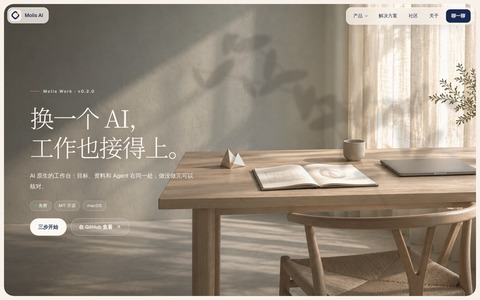 Molis AI
产品
解决方案
社区
关于
聊一聊
Molis Work · v0.2.0
换一个 AI,
工作也接得上。
AI 原生的工作台：目标、资料和 Agent 在同一处，做没做完可以
核对。
免费
MIT 开源
macOS
三步开始
在 GitHub 查看